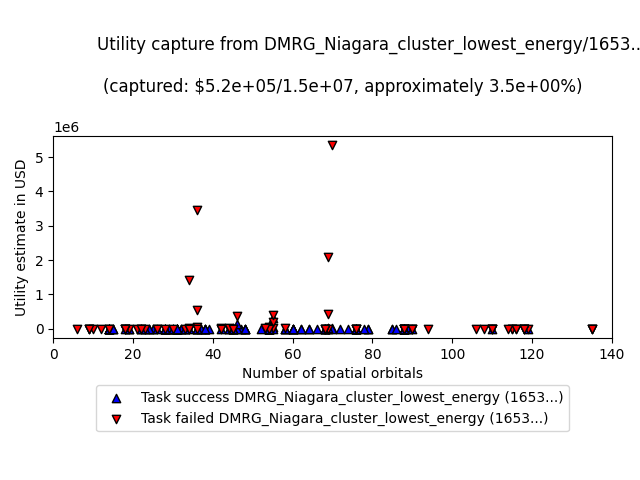 Utility capture from DMRG_Niagara_cluster_lowest_energy/1653...
(captured: $5.2e+05/1.5e+07, approximately 3.5e+00%)
1e6
5
4
3
2
1
0
Utility estimate in USD
0 20 40 60 80 100 120 140
Number of spatial orbitals
Task success DMRG_Niagara_cluster_lowest_energy (1653...)
Task failed DMRG_Niagara_cluster_lowest_energy (1653...)